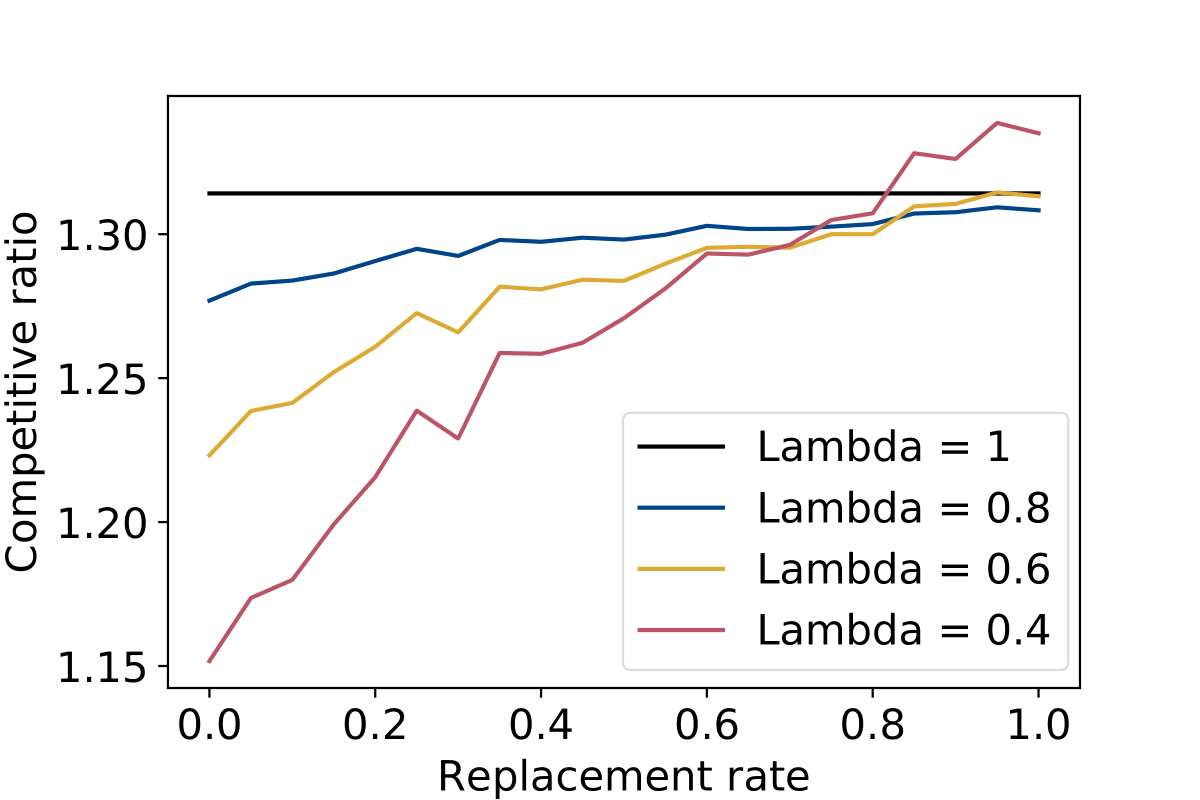 Competitive ratio
1.30
1.25
1.20
1.15
Lambda = 1
Lambda = 0.8
Lambda = 0.6
Lambda = 0.4
0.0 0.2 0.4 0.6 0.8 1.0
Replacement rate